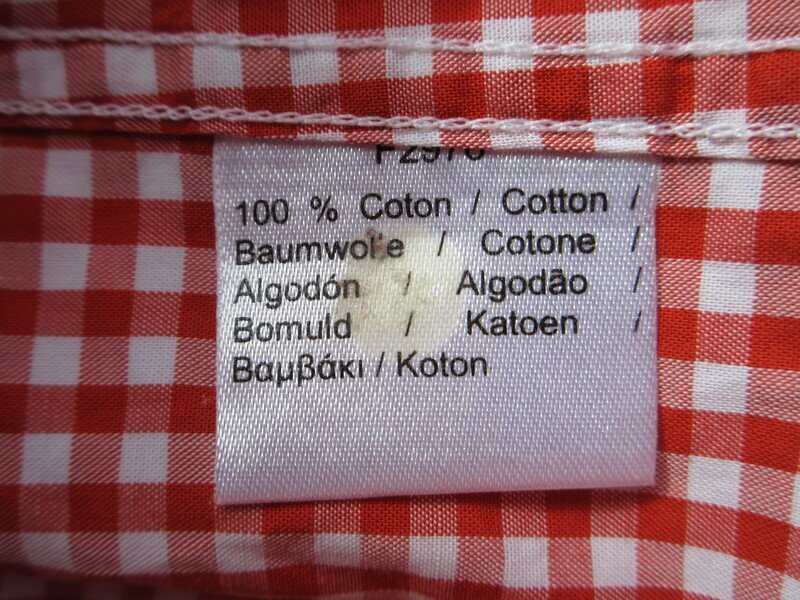 100 % Coton / Cotton /
Baumwolle / Cotone /
Algodón / Algodão /
Bomuld / Katoen /
Βαμβάκι / Koton